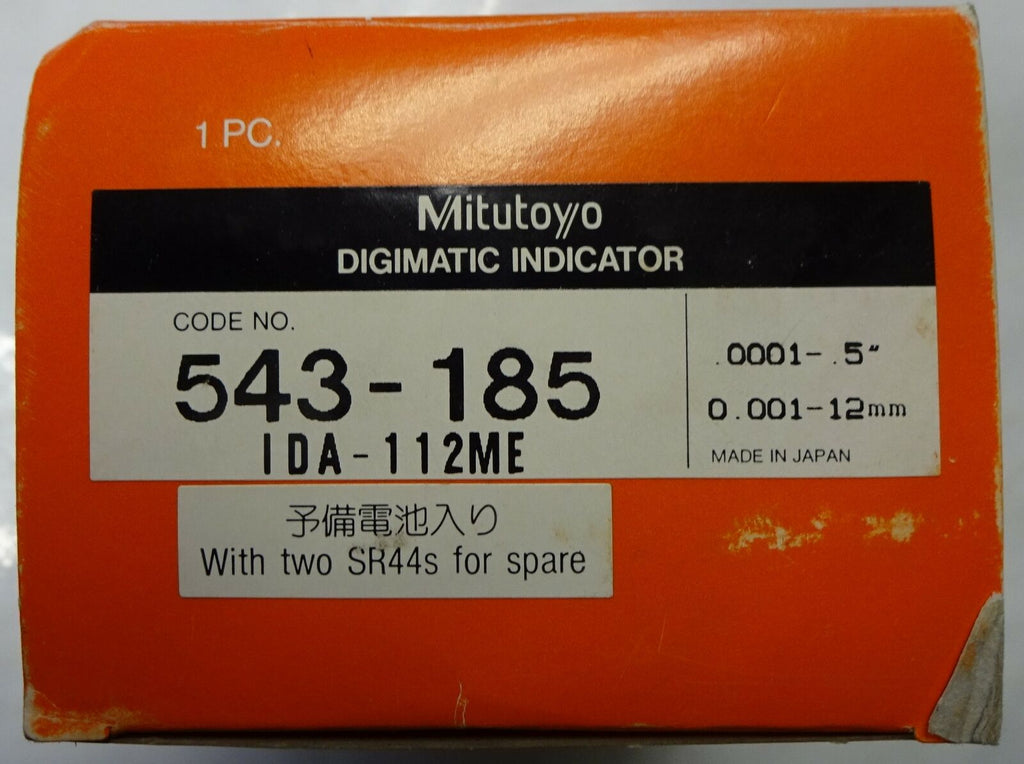 1 PC.
Mitutoyo
DIGIMATIC INDICATOR
CODE NO.
543-185
IDA-112ME
.0001-.5"
0.001-12mm
MADE IN JAPAN
予備電池入り
With two SR44s for spare